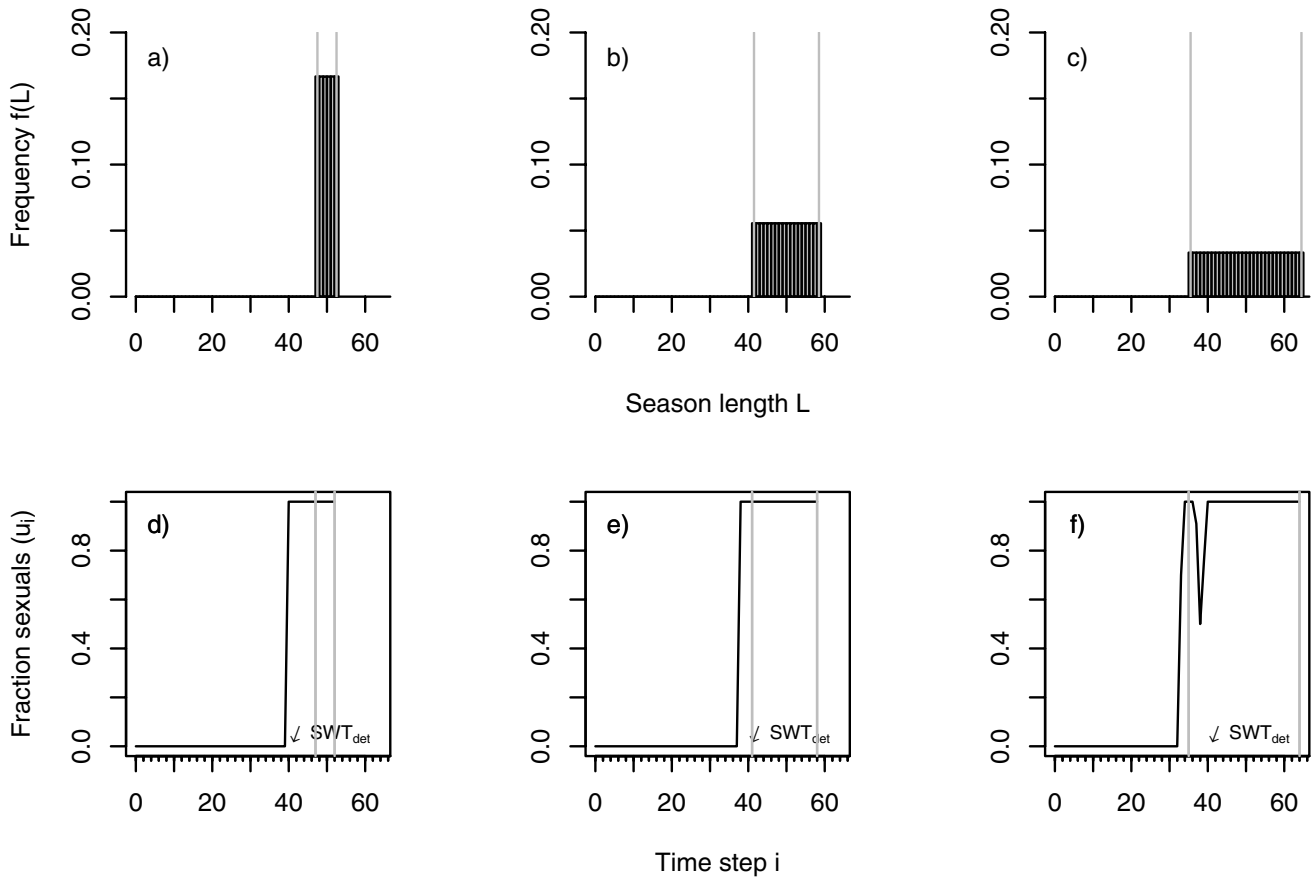 a)
b)
c)
Frequency f(L)
0.00 0.10 0.20
0.00 0.10 0.20
0.00 0.10 0.20
0 20 40 60
0 20 40 60
0 20 40 60
Season length L
d)
e)
f)
Fraction sexuals (uᵢ)
0.0 0.4 0.8
0.0 0.4 0.8
0.0 0.4 0.8
SWTdet
SWTdet
SWTdet
0 20 40 60
0 20 40 60
0 20 40 60
Time step i